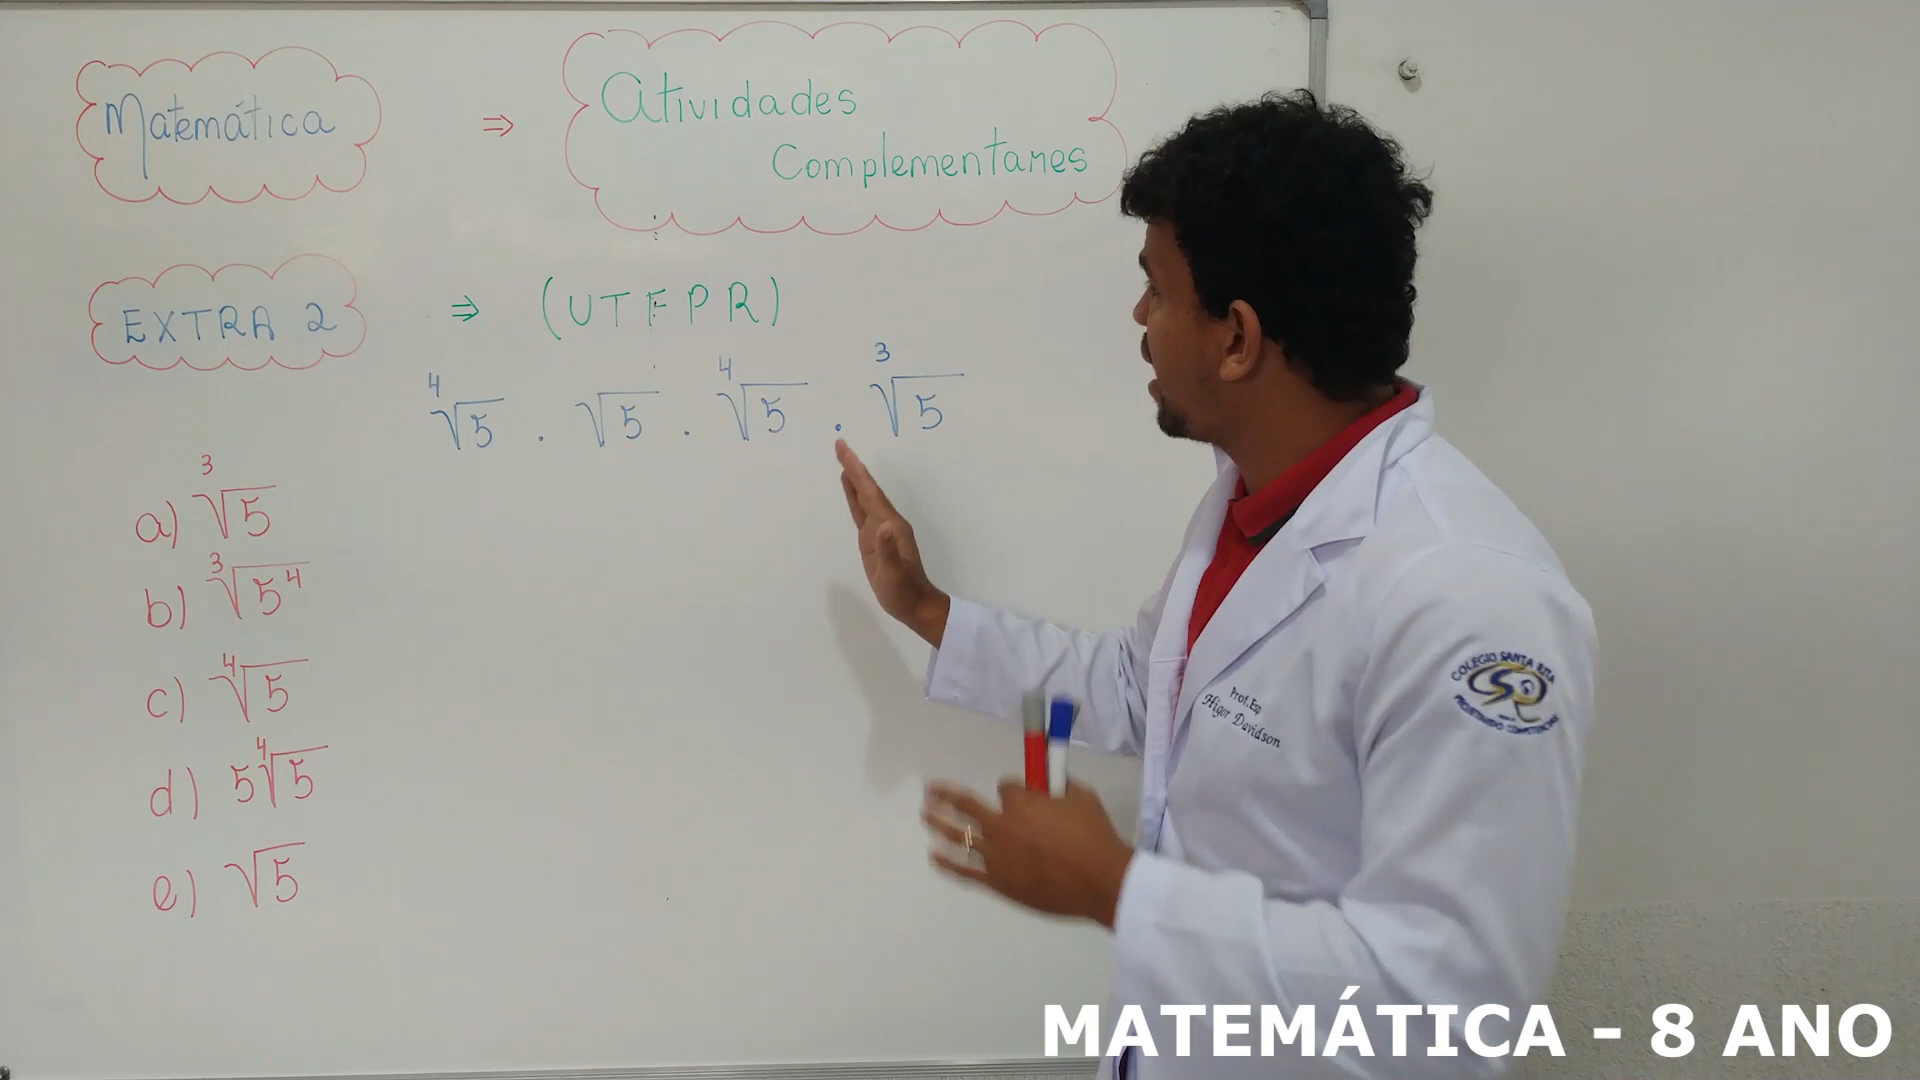 Matemática ⇒ Atividades
Complementares
EXTRA 2 ⇒ (UTFPR)
⁴√5 . √5 . ⁴√5 . ³√5
a) ³√5
b) ³√5⁴
c) ⁴√5
d) 5⁴√5
e) √5
Prof. Esp
Higor Davidson
COLEGIO SANTA RITA
MATEMÁTICA - 8 ANO